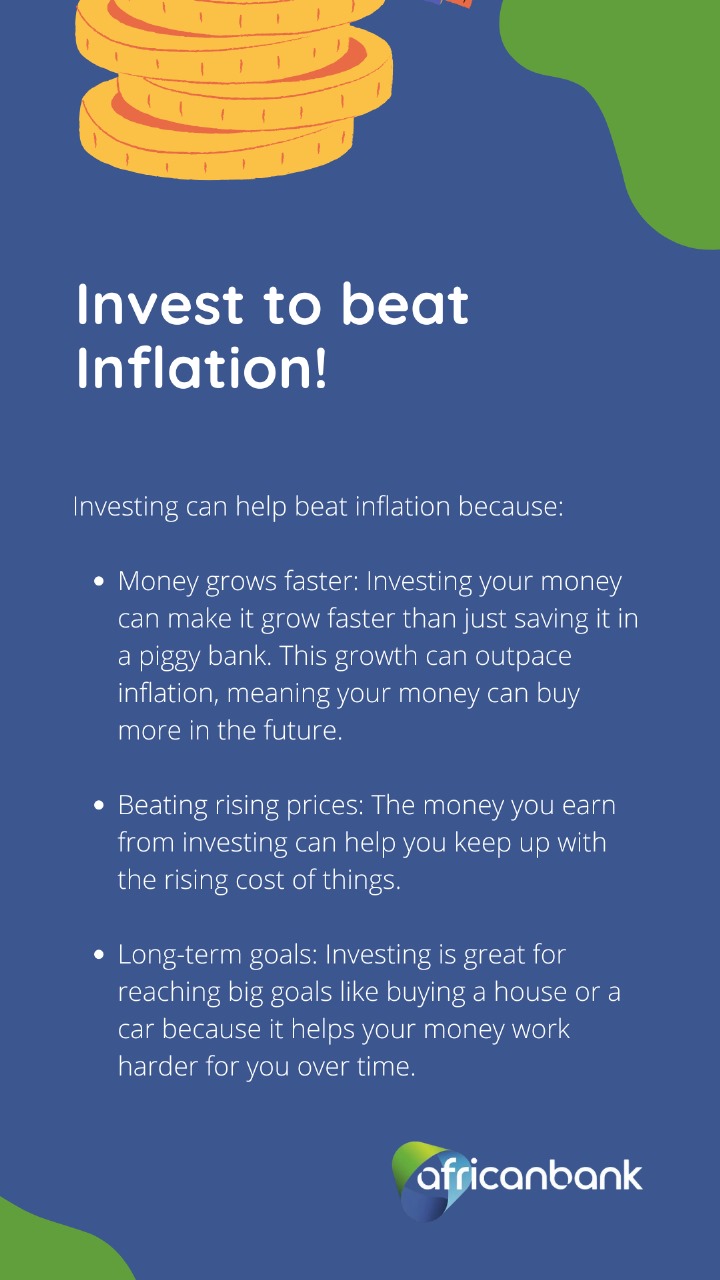 Invest to beat
Inflation!
Investing can help beat inflation because:
• Money grows faster: Investing your money
can make it grow faster than just saving it in
a piggy bank. This growth can outpace
inflation, meaning your money can buy
more in the future.
• Beating rising prices: The money you earn
from investing can help you keep up with
the rising cost of things.
• Long-term goals: Investing is great for
reaching big goals like buying a house or a
car because it helps your money work
harder for you over time.
africanbank